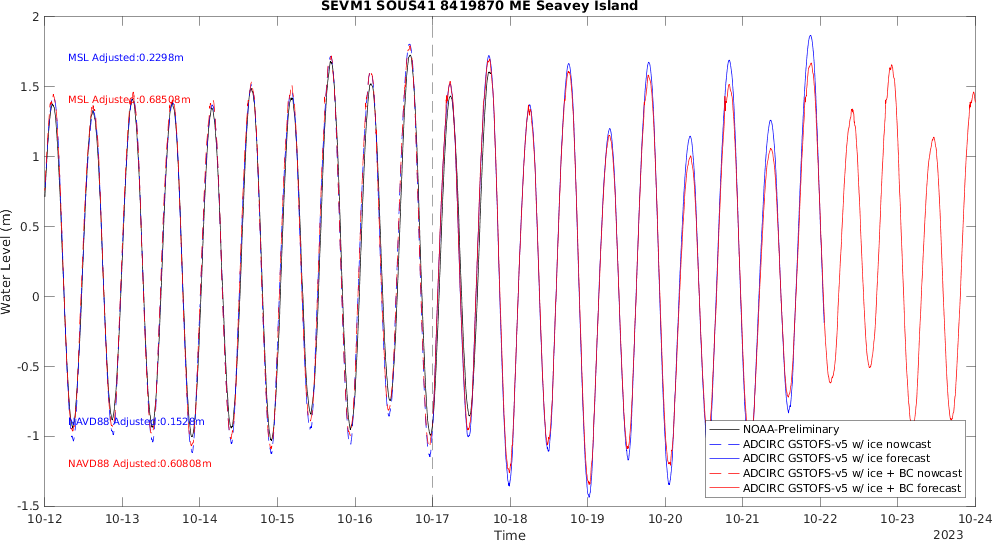 SEVM1 SOUS41 8419870 ME Seavey Island
2
1.5
1
0.5
0
-0.5
-1
-1.5
Water Level (m)
MSL Adjusted:0.2298m
MSL Adjusted:0.68508m
NAVD88 Adjusted:0.1528m
NAVD88 Adjusted:0.60808m
NOAA-Preliminary
ADCIRC GSTOFS-v5 w/ ice nowcast
ADCIRC GSTOFS-v5 w/ ice forecast
ADCIRC GSTOFS-v5 w/ ice + BC nowcast
ADCIRC GSTOFS-v5 w/ ice + BC forecast
10-12 10-13 10-14 10-15 10-16 10-17 10-18 10-19 10-20 10-21 10-22 10-23 10-24
Time
2023